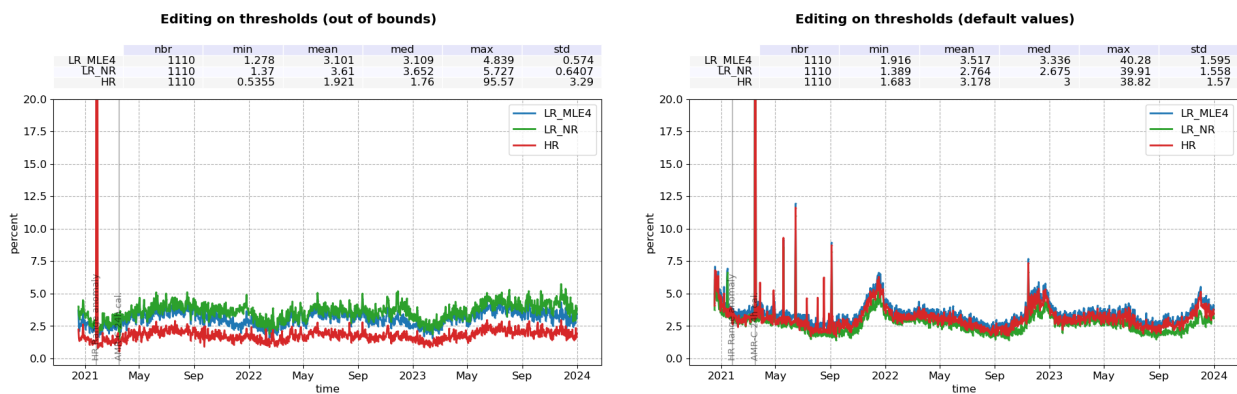 Editing on thresholds (out of bounds)
nbr min mean med max std
LR_MLE4 1110 1.278 3.101 3.109 4.839 0.574
LR_NR 1110 1.37 3.61 3.652 5.727 0.6407
HR 1110 0.5355 1.921 1.76 95.57 3.29
20.0
17.5
15.0
12.5
10.0
7.5
5.0
2.5
0.0
percent
LR_MLE4
LR_NR
HR
2021 May Sep 2022 May Sep 2023 May Sep 2024
time
Editing on thresholds (default values)
nbr min mean med max std
LR_MLE4 1110 1.916 3.517 3.336 40.28 1.595
LR_NR 1110 1.389 2.764 2.675 39.91 1.558
HR 1110 1.683 3.178 3 38.82 1.57
20.0
17.5
15.0
12.5
10.0
7.5
5.0
2.5
0.0
percent
LR_MLE4
LR_NR
HR
HR anomaly
AMR-C cal.
2021 May Sep 2022 May Sep 2023 May Sep 2024
time